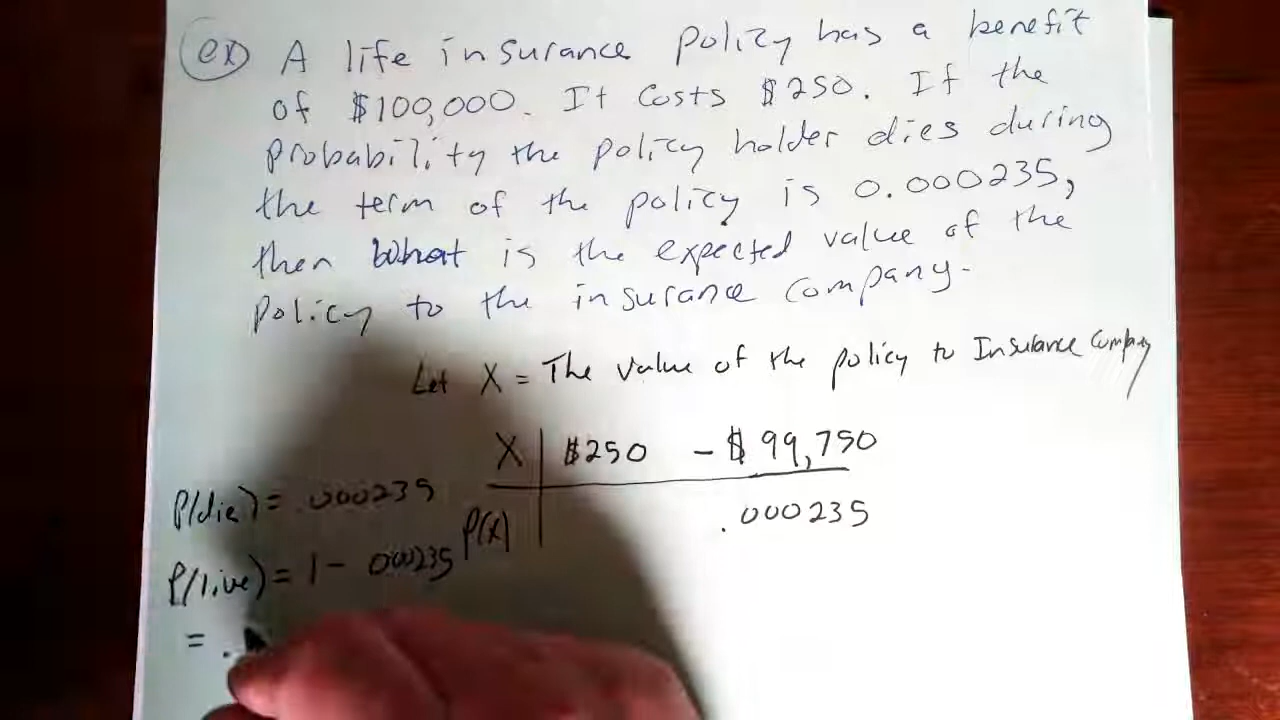 ex A life insurance policy has a benefit
of $100,000. It costs $250. If the
probability the policy holder dies during
the term of the policy is 0.000235,
then what is the expected value of the
policy to the insurance company.
Let X = The value of the policy to Insurance Company
X $250 -$99,750
P(die) = .000235
P(x) .000235
P(live) = 1 - .000235
= .